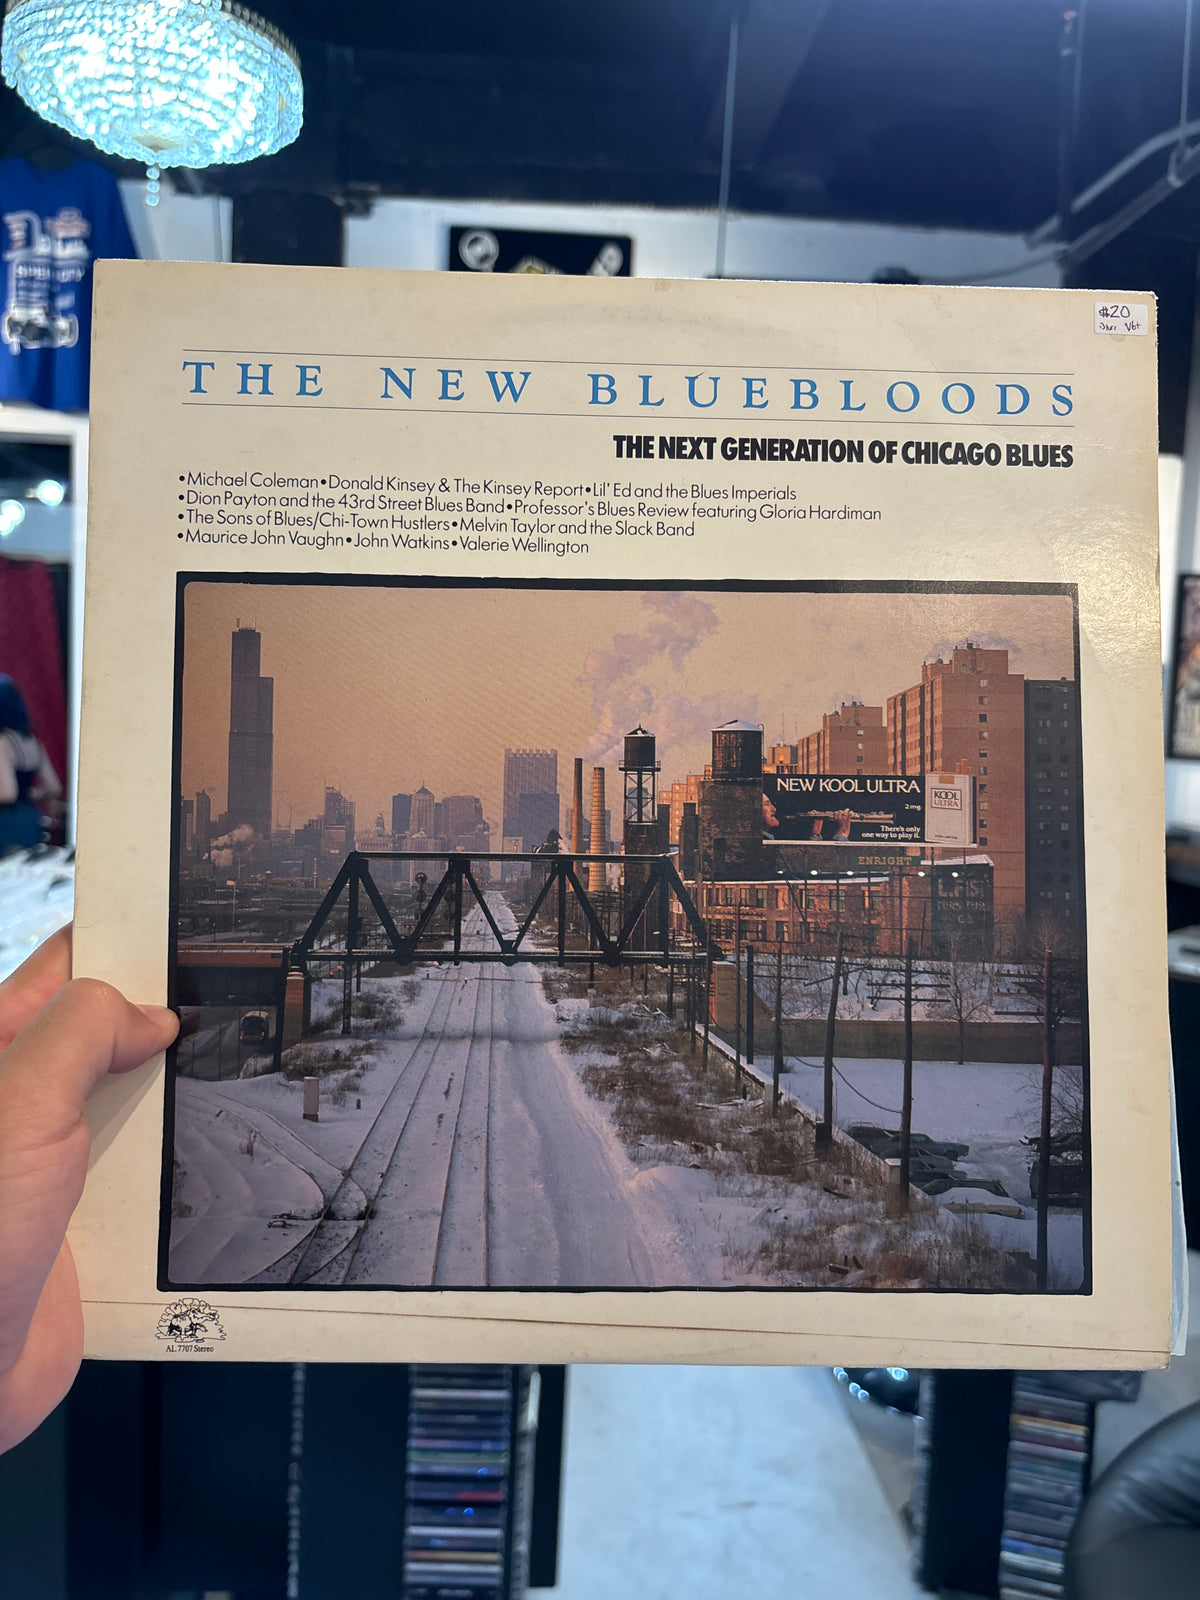 $20
VG+
THE NEW BLUEBLOODS
THE NEXT GENERATION OF CHICAGO BLUES
•Michael Coleman•Donald Kinsey & The Kinsey Report•Lil' Ed and the Blues Imperials
•Dion Payton and the 43rd Street Blues Band•Professor's Blues Review featuring Gloria Hardiman
•The Sons of Blues/Chi-Town Hustlers•Melvin Taylor and the Slack Band
•Maurice John Vaughn•John Watkins•Valerie Wellington
NEW KOOL ULTRA
2 mg.
KOOL
ULTRA
There's only
one way to play it.
ENRIGHT
AL 7707 Stereo